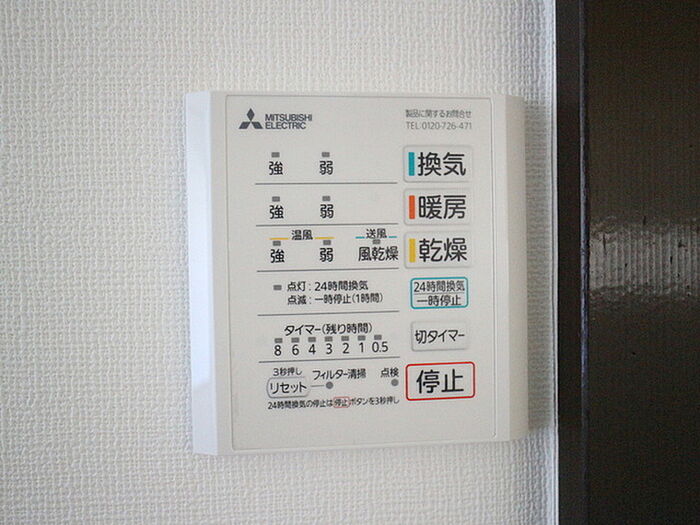 MITSUBISHI
ELECTRIC
製品に関するお問合せ
TEL:0120-726-471
強 弱 換気
強 弱 暖房
温風 送風
強 弱 風乾燥 乾燥
点灯:24時間換気
点滅:一時停止(1時間)
24時間換気
一時停止
タイマー(残り時間)
8 6 4 3 2 1 0.5
切タイマー
3秒押し
リセット フィルター清掃 点検
停止
24時間換気の停止は停止ボタンを3秒押し